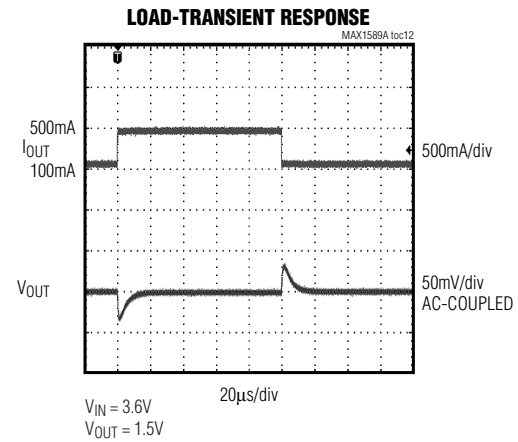 LOAD-TRANSIENT RESPONSE
MAX1589A toc12
T
500mA
IOUT
100mA
500mA/div
VOUT
50mV/div
AC-COUPLED
20µs/div
VIN = 3.6V
VOUT = 1.5V